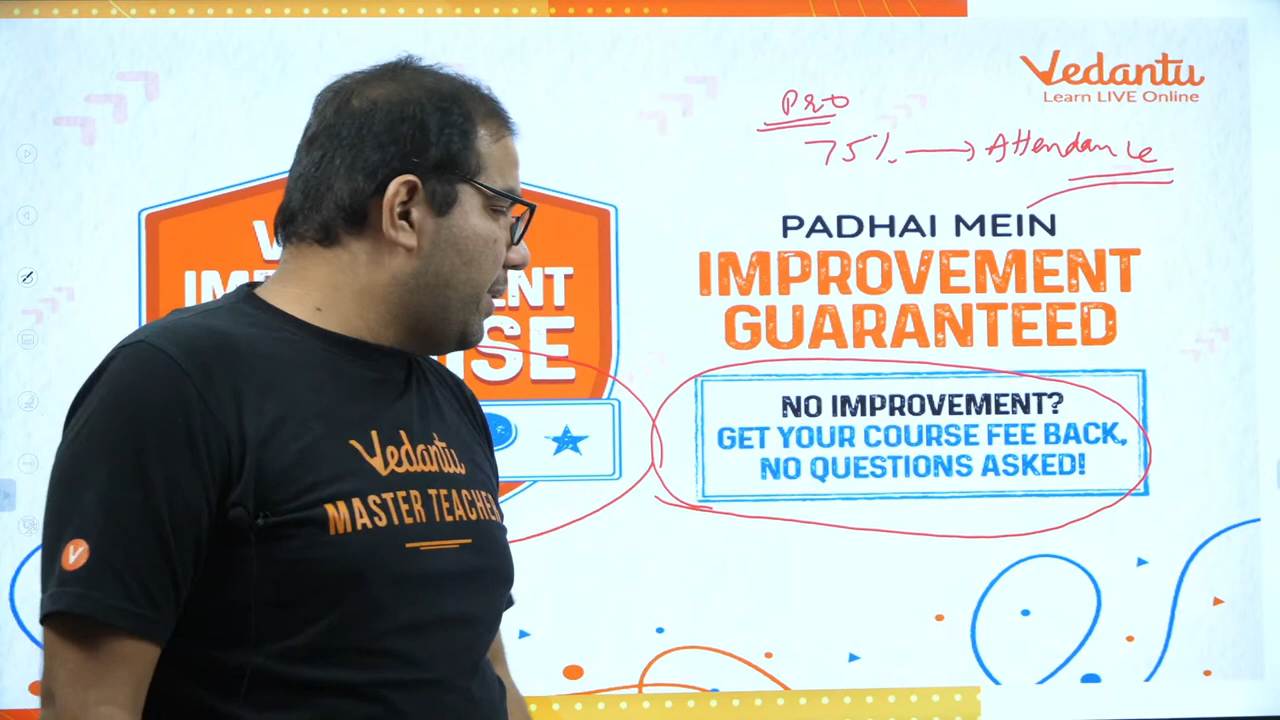 Vedantu
Learn LIVE Online
Pro
75% → Attendance
PADHAI MEIN
IMPROVEMENT
GUARANTEED
NO IMPROVEMENT?
GET YOUR COURSE FEE BACK,
NO QUESTIONS ASKED!
Vedantu
MASTER TEACHER
V